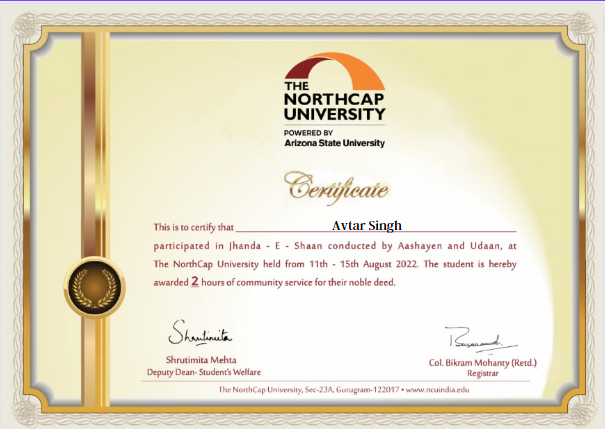 THE
NORTHCAP
UNIVERSITY
POWERED BY
Arizona State University
Certificate
This is to certify that Avtar Singh
participated in Jhanda - E - Shaan conducted by Aashayen and Udaan, at
The NorthCap University held from 11th - 15th August 2022. The student is hereby
awarded 2 hours of community service for their noble deed.
Shrutimita
Shrutimita Mehta
Deputy Dean- Student's Welfare
Col. Bikram Mohanty (Retd.)
Registrar
The NorthCap University, Sec-23A, Gurugram-122017 • www.ncuindia.edu